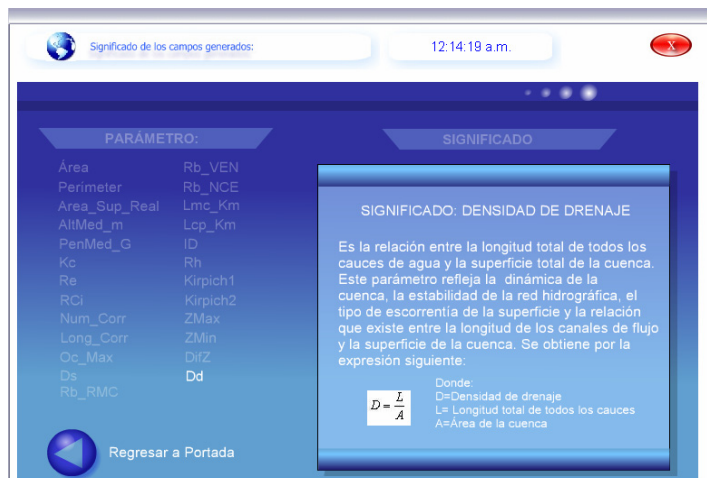 Significado de los campos generados:
12:14:19 a.m.
X
PARÁMETRO:
SIGNIFICADO
Área
Perímeter
Area_Sup_Real
AltMed_m
PenMed_G
Kc
Re
RCi
Num_Corr
Long_Corr
Oc_Max
Ds
Rb_RMC
Rb_VEN
Rb_NCE
Lmc_Km
Lcp_Km
ID
Rh
Kirpich1
Kirpich2
ZMax
ZMin
DifZ
Dd
SIGNIFICADO: DENSIDAD DE DRENAJE
Es la relación entre la longitud total de todos los
cauces de agua y la superficie total de la cuenca.
Este parámetro refleja la dinámica de la
cuenca, la estabilidad de la red hidrográfica, el
tipo de escorrentía de la superficie y la relación
que existe entre la longitud de los canales de flujo
y la superficie de la cuenca. Se obtiene por la
expresión siguiente:
D = L / A
Donde:
D=Densidad de drenaje
L= Longitud total de todos los cauces
A=Área de la cuenca
Regresar a Portada